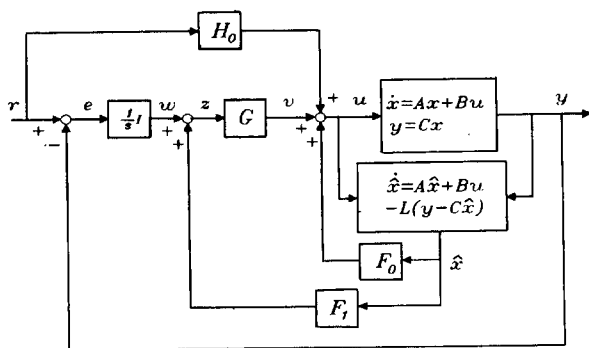 H₀
+
r
e
w
z
v
u
y
+
−
1/s I
+
+
G
+
+
ẋ=Ax+Bu
y=Cx
x̂̇=Ax̂+Bu
-L(y-Cx̂)
F₀
x̂
F₁